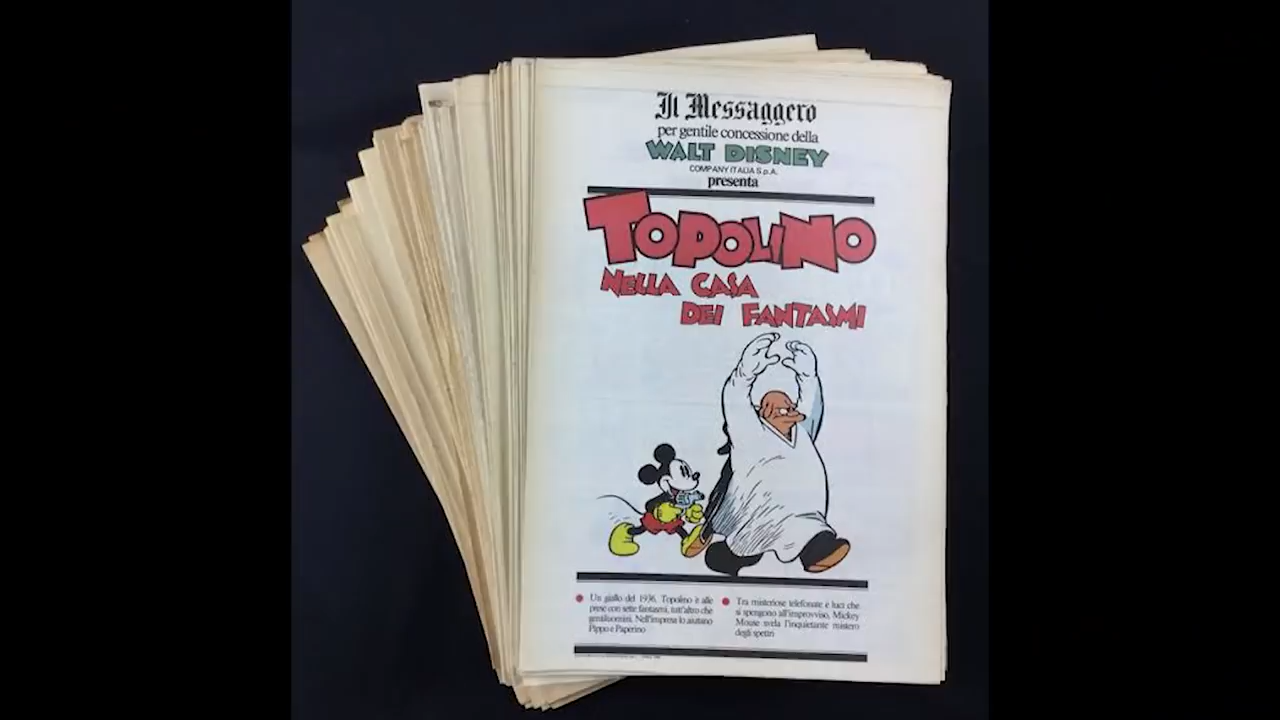 Il Messaggero
per gentile concessione della
WALT DISNEY
COMPANY ITALIA S.p.A.
presenta
TOPOLINO
NELLA CASA
DEI FANTASMI
Un giallo del 1936. Topolino è alle
prese con sette fantasmi, tutt'altro che
gentiluomini. Nell'impresa lo aiutano
Pippo e Paperino
Tra misteriose telefonate e luci che
si spengono all'improvviso, Mickey
Mouse svela l'inquietante mistero
degli spettri